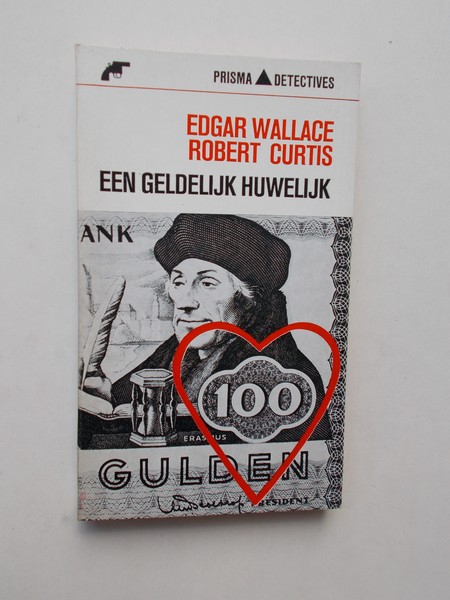 PRISMA DETECTIVES
EDGAR WALLACE
ROBERT CURTIS
EEN GELDELIJK HUWELIJK
ANK
100
ERASMUS
GULDEN
PRESIDENT